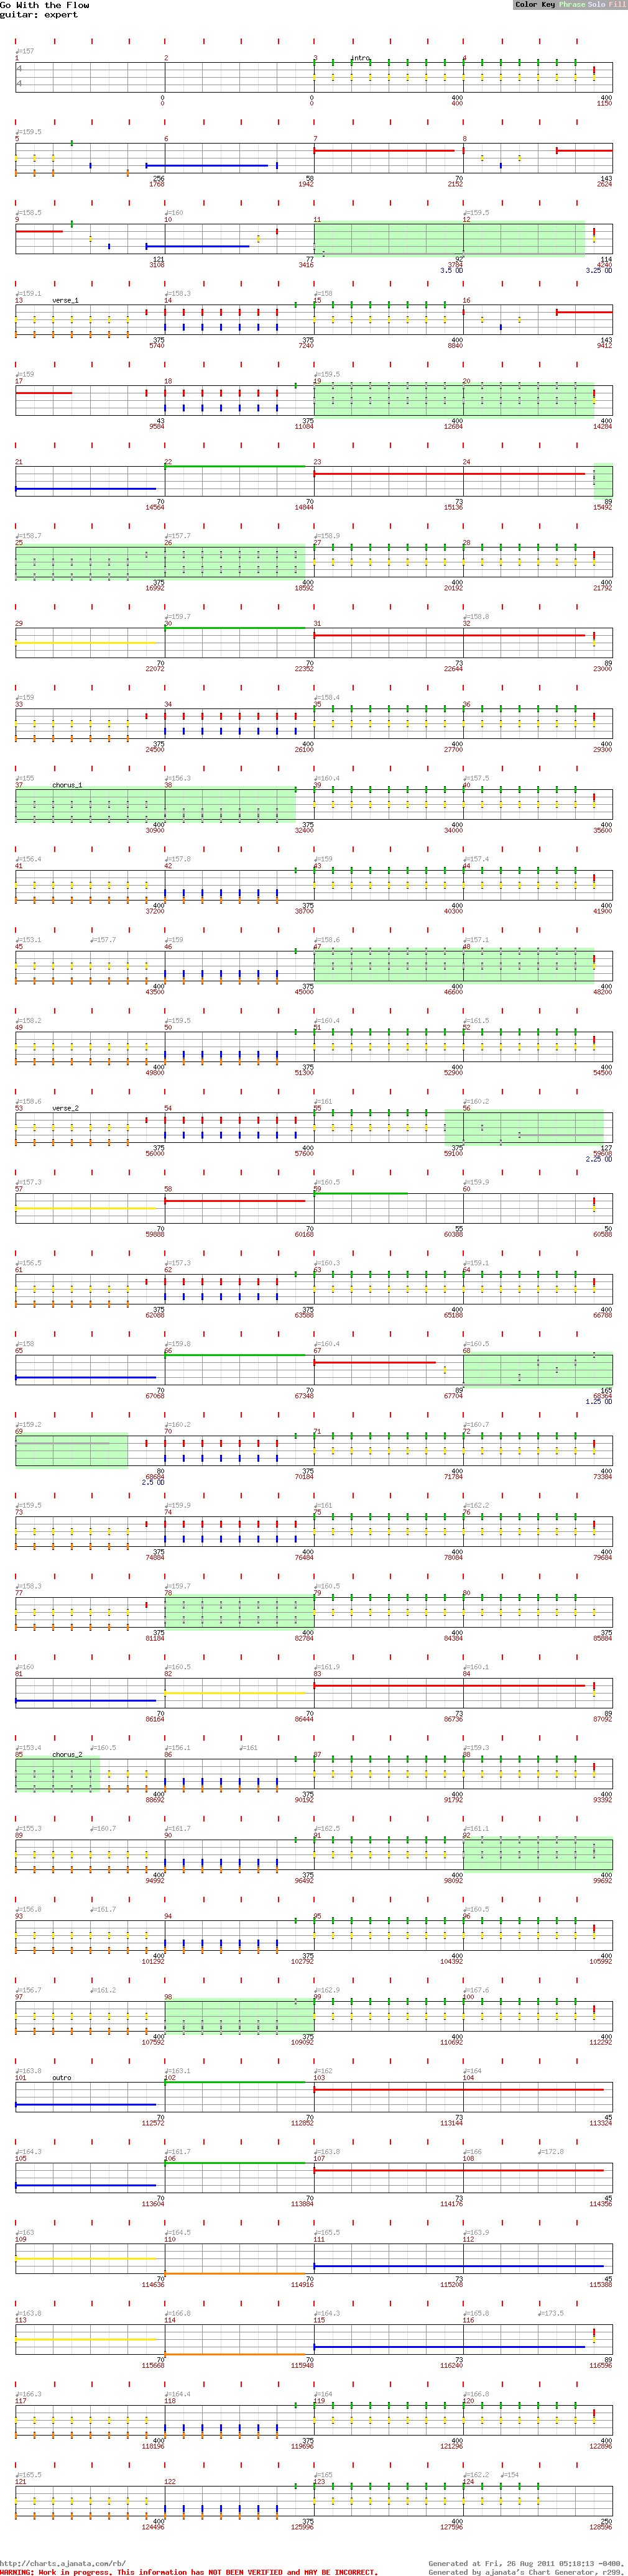 Go With the Flow
Color Key Phrase Solo Fill
guitar: expert
♩=157
1 2 3 intro 4
0 0 400 400
0 0 400 1150
♩=159.5
5 6 7 8
256 58 70 143
1768 1942 2152 2624
♩=158.5 ♩=160 ♩=159.5
9 10 11 12
121 77 92 114
3108 3416 3784 4240
3.5 OD 3.25 OD
♩=159.1 ♩=158.3 ♩=158
13 verse_1 14 15 16
375 375 400 143
5740 7240 8840 9412
♩=159 ♩=159.5
17 18 19 20
43 375 400 400
9584 11084 12684 14284
21 22 23 24
70 70 73 89
14564 14844 15136 15492
♩=158.7 ♩=157.7 ♩=158.9
25 26 27 28
375 400 400 400
16992 18592 20192 21792
♩=159.7 ♩=158.8
29 30 31 32
70 70 73 89
22072 22352 22644 23000
♩=159 ♩=158.4
33 34 35 36
375 400 400 400
24500 26100 27700 29300
♩=155 ♩=156.3 ♩=160.4 ♩=157.5
37 chorus_1 38 39 40
400 375 400 400
30900 32400 34000 35600
♩=156.4 ♩=157.8 ♩=159 ♩=157.4
41 42 43 44
400 375 400 400
37200 38700 40300 41900
♩=153.1 ♩=157.7 ♩=159 ♩=158.6 ♩=157.1
45 46 47 48
400 375 400 400
43500 45000 46600 48200
♩=158.2 ♩=159.5 ♩=160.4 ♩=161.5
49 50 51 52
400 375 400 400
49800 51300 52900 54500
♩=158.6 ♩=161 ♩=160.2
53 verse_2 54 55 56
375 400 375 127
56000 57600 59100 59608
2.25 OD
♩=157.3 ♩=160.5 ♩=159.9
57 58 59 60
70 70 55 50
59888 60168 60388 60588
♩=156.5 ♩=157.3 ♩=160.3 ♩=159.1
61 62 63 64
375 375 400 400
62088 63588 65188 66788
♩=158 ♩=159.8 ♩=160.4 ♩=160.5
65 66 67 68
70 70 89 165
67068 67348 67704 68364
1.25 OD
♩=159.2 ♩=160.2 ♩=160.7
69 70 71 72
80 375 400 400
68684 70184 71784 73384
2.5 OD
♩=159.5 ♩=159.9 ♩=161 ♩=162.2
73 74 75 76
375 400 400 400
74884 76484 78084 79684
♩=158.3 ♩=159.7 ♩=160.5
77 78 79 80
375 400 400 375
81184 82784 84384 85884
♩=160 ♩=160.5 ♩=161.9 ♩=160.1
81 82 83 84
70 70 73 89
86164 86444 86736 87092
♩=153.4 ♩=160.5 ♩=156.1 ♩=161 ♩=159.3
85 chorus_2 86 87 88
400 375 400 400
88692 90192 91792 93392
♩=155.3 ♩=160.7 ♩=161.7 ♩=162.5 ♩=161.1
89 90 91 92
400 375 400 400
94992 96492 98092 99692
♩=156.8 ♩=161.7 ♩=160.5
93 94 95 96
400 375 400 400
101292 102792 104392 105992
♩=156.7 ♩=161.2 ♩=162.9 ♩=167.6
97 98 99 100
400 375 400 400
107592 109092 110692 112292
♩=163.8 ♩=163.1 ♩=162 ♩=164
101 outro 102 103 104
70 70 73 45
112572 112852 113144 113324
♩=164.3 ♩=161.7 ♩=163.8 ♩=166 ♩=172.8
105 106 107 108
70 70 73 45
113604 113884 114176 114356
♩=163 ♩=164.5 ♩=165.5 ♩=163.9
109 110 111 112
70 70 73 45
114636 114916 115208 115388
♩=163.8 ♩=166.8 ♩=164.3 ♩=165.8 ♩=173.5
113 114 115 116
70 70 73 89
115668 115948 116240 116596
♩=166.3 ♩=164.4 ♩=164 ♩=166.8
117 118 119 120
400 375 400 400
118196 119696 121296 122896
♩=165.5 ♩=165 ♩=162.2 ♩=154
121 122 123 124
400 375 400 250
124496 125996 127596 128596
http://charts.ajanata.com/rb/
Generated at Fri, 26 Aug 2011 05:18:13 -0400.
WARNING: Work in progress. This information has NOT BEEN VERIFIED and MAY BE INCORRECT.
Generated by ajanata's Chart Generator, r299.